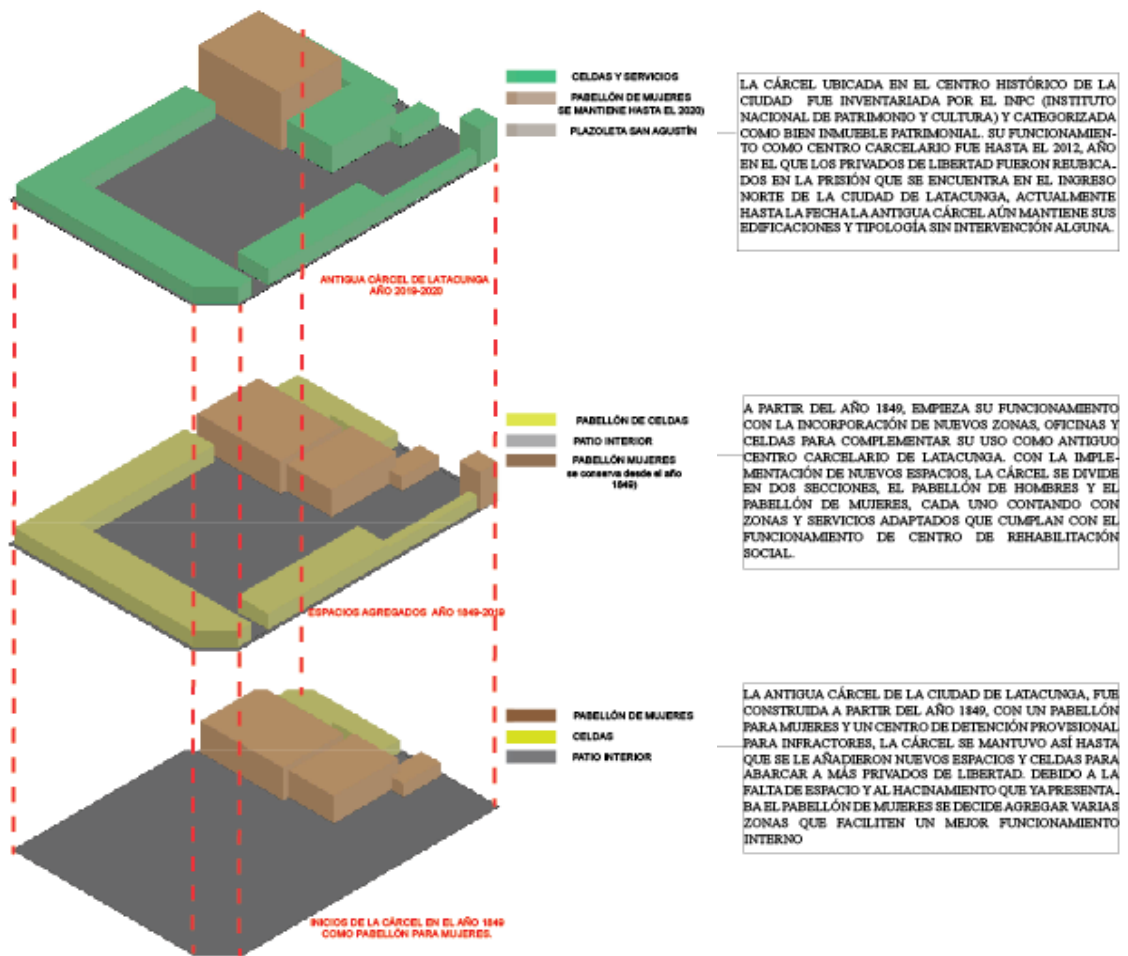 CELDAS Y SERVICIOS
PABELLÓN DE MUJERES
SE MANTIENE HASTA EL 2020)
PLAZOLETA SAN AGUSTÍN
LA CÁRCEL UBICADA EN EL CENTRO HISTÓRICO DE LA
CIUDAD FUE INVENTARIADA POR EL INPC (INSTITUTO
NACIONAL DE PATRIMONIO Y CULTURA) Y CATEGORIZADA
COMO BIEN INMUEBLE PATRIMONIAL. SU FUNCIONAMIEN-
TO COMO CENTRO CARCELARIO FUE HASTA EL 2012, AÑO
EN EL QUE LOS PRIVADOS DE LIBERTAD FUERON REUBICA-
DOS EN LA PRISIÓN QUE SE ENCUENTRA EN EL INGRESO
NORTE DE LA CIUDAD DE LATACUNGA, ACTUALMENTE
HASTA LA FECHA LA ANTIGUA CÁRCEL AÚN MANTIENE SUS
EDIFICACIONES Y TIPOLOGÍA SIN INTERVENCIÓN ALGUNA.
ANTIGUA CÁRCEL DE LATACUNGA
AÑO 2019-2020
PABELLÓN DE CELDAS
PATIO INTERIOR
PABELLÓN MUJERES
se conserva desde el año
1849)
A PARTIR DEL AÑO 1849, EMPIEZA SU FUNCIONAMIENTO
CON LA INCORPORACIÓN DE NUEVOS ZONAS, OFICINAS Y
CELDAS PARA COMPLEMENTAR SU USO COMO ANTIGUO
CENTRO CARCELARIO DE LATACUNGA. CON LA IMPLE-
MENTACIÓN DE NUEVOS ESPACIOS, LA CÁRCEL SE DIVIDE
EN DOS SECCIONES, EL PABELLÓN DE HOMBRES Y EL
PABELLÓN DE MUJERES, CADA UNO CONTANDO CON
ZONAS Y SERVICIOS ADAPTADOS QUE CUMPLAN CON EL
FUNCIONAMIENTO DE CENTRO DE REHABILITACIÓN
SOCIAL.
ESPACIOS AGREGADOS AÑO 1849-2019
PABELLÓN DE MUJERES
CELDAS
PATIO INTERIOR
LA ANTIGUA CÁRCEL DE LA CIUDAD DE LATACUNGA, FUE
CONSTRUIDA A PARTIR DEL AÑO 1849, CON UN PABELLÓN
PARA MUJERES Y UN CENTRO DE DETENCIÓN PROVISIONAL
PARA INFRACTORES, LA CÁRCEL SE MANTUVO ASÍ HASTA
QUE SE LE AÑADIERON NUEVOS ESPACIOS Y CELDAS PARA
ABARCAR A MÁS PRIVADOS DE LIBERTAD. DEBIDO A LA
FALTA DE ESPACIO Y AL HACINAMIENTO QUE YA PRESENTA-
BA EL PABELLÓN DE MUJERES SE DECIDE AGREGAR VARIAS
ZONAS QUE FACILITEN UN MEJOR FUNCIONAMIENTO
INTERNO
INICIOS DE LA CÁRCEL EN EL AÑO 1849
COMO PABELLÓN PARA MUJERES.